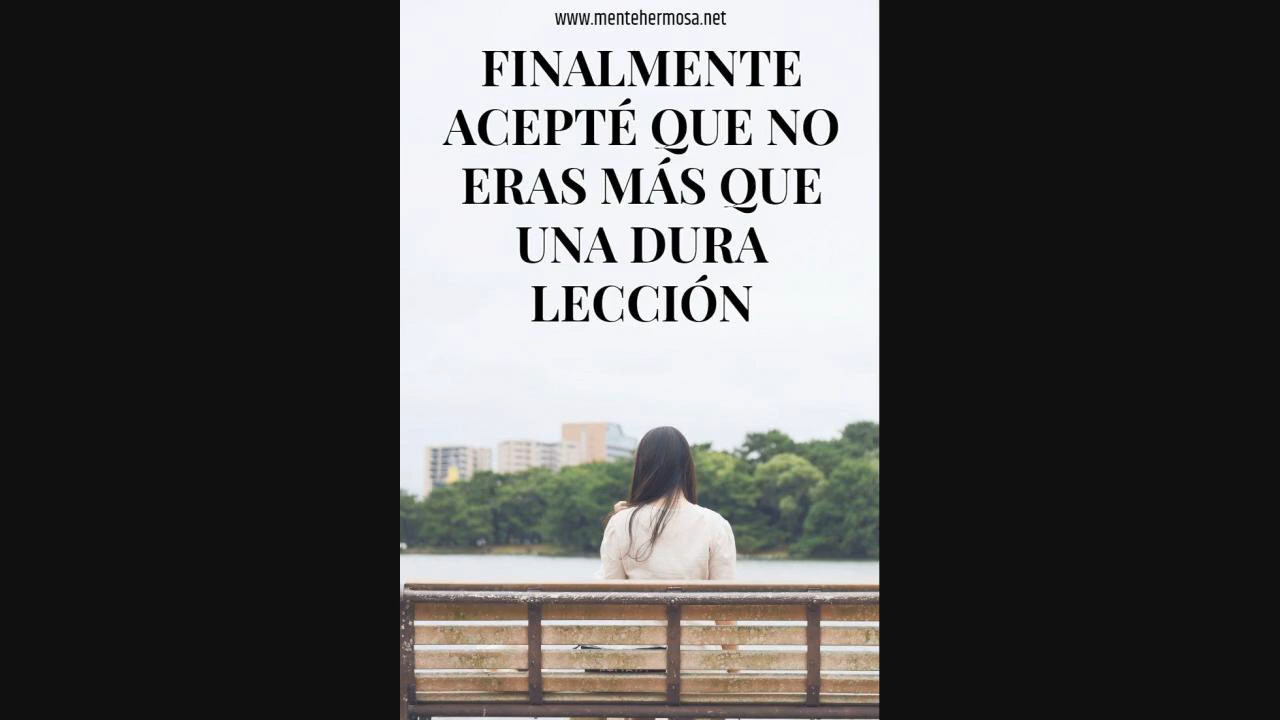 www.mentehermosa.net
FINALMENTE
ACEPTÉ QUE NO
ERAS MÁS QUE
UNA DURA
LECCIÓN